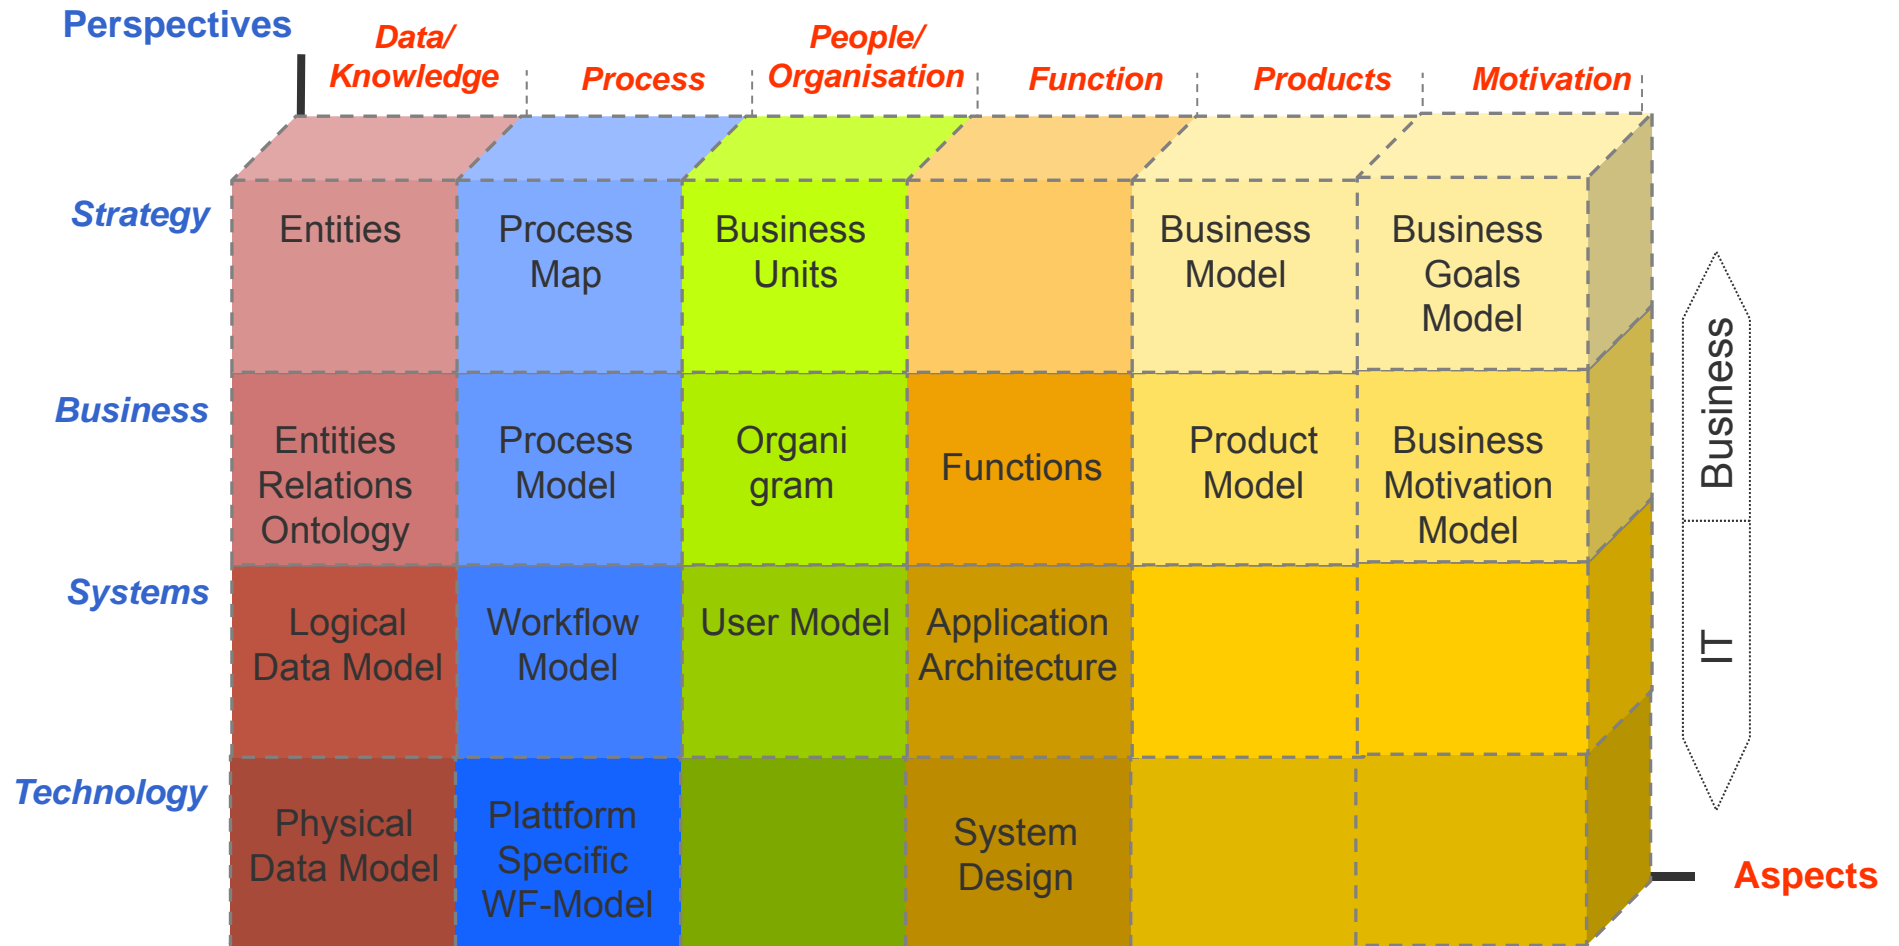 Perspectives
Data/
Knowledge
Process
People/
Organisation
Function
Products
Motivation
Strategy
Entities
Process
Map
Business
Units
Business
Model
Business
Goals
Model
Business
Entities
Relations
Ontology
Process
Model
Organi
gram
Functions
Product
Model
Business
Motivation
Model
Systems
Logical
Data Model
Workflow
Model
User Model
Application
Architecture
Technology
Physical
Data Model
Plattform
Specific
WF-Model
System
Design
Business
IT
Aspects